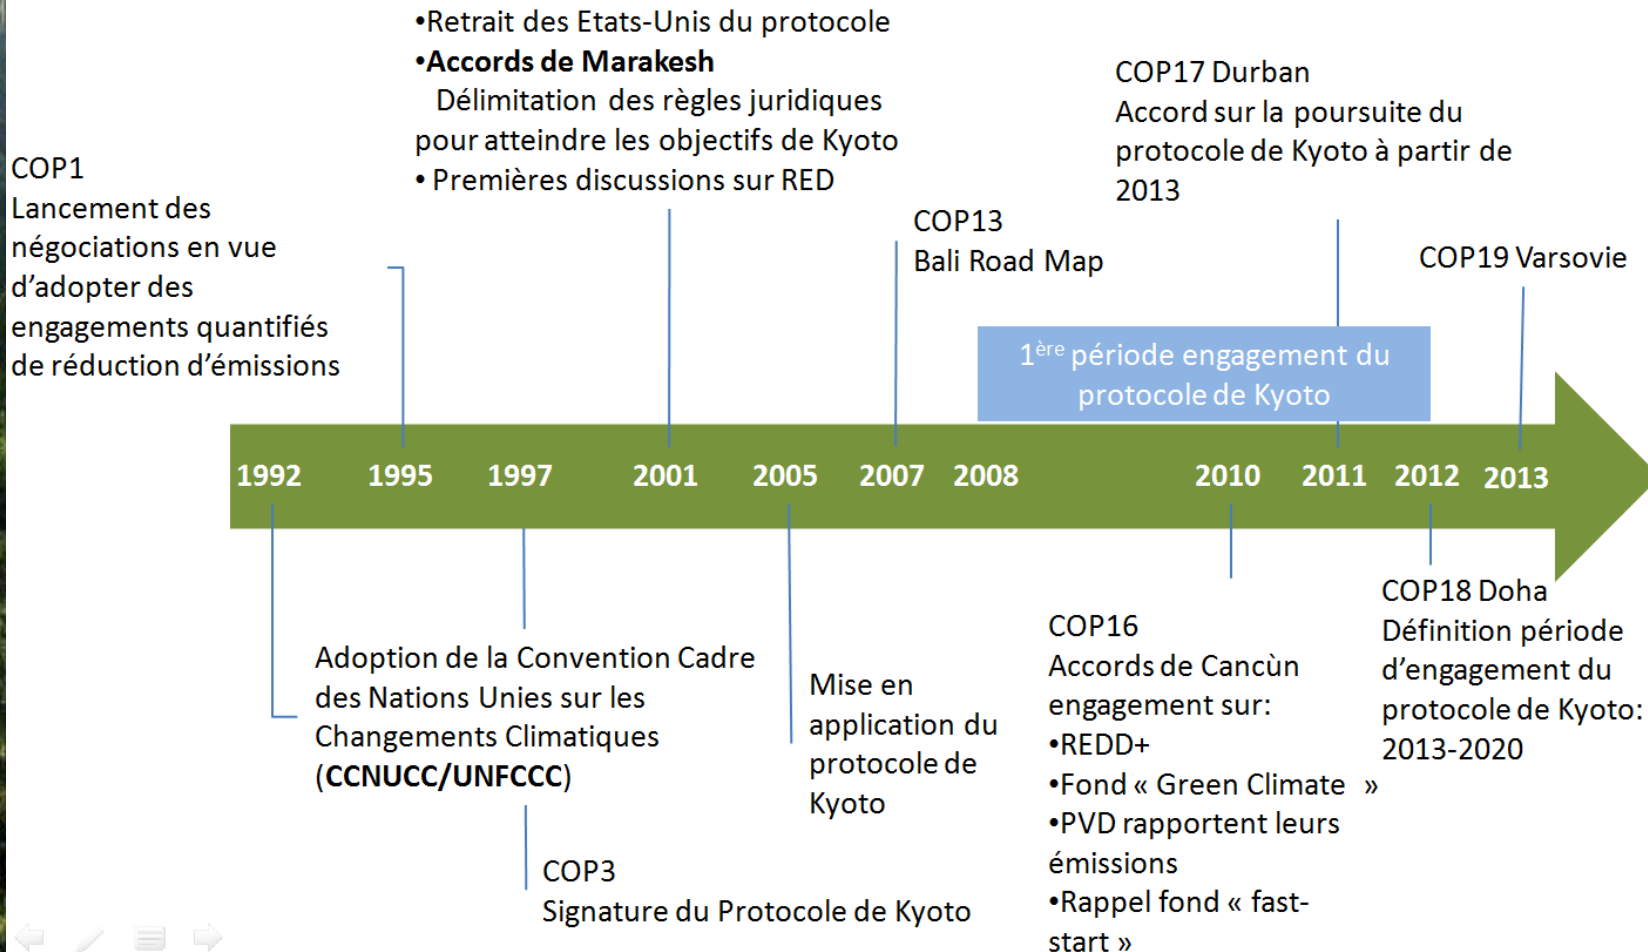 •Retrait des Etats-Unis du protocole
•Accords de Marakesh
Délimitation des règles juridiques
pour atteindre les objectifs de Kyoto
• Premières discussions sur RED
COP17 Durban
Accord sur la poursuite du
protocole de Kyoto à partir de
2013
COP1
Lancement des
négociations en vue
d’adopter des
engagements quantifiés
de réduction d’émissions
COP13
Bali Road Map
COP19 Varsovie
1ère période engagement du
protocole de Kyoto
1992 1995 1997 2001 2005 2007 2008 2010 2011 2012 2013
Adoption de la Convention Cadre
des Nations Unies sur les
Changements Climatiques
(CCNUCC/UNFCCC)
COP3
Signature du Protocole de Kyoto
Mise en
application du
protocole de
Kyoto
COP16
Accords de Cancùn
engagement sur:
•REDD+
•Fond « Green Climate »
•PVD rapportent leurs
émissions
•Rappel fond « fast-
start »
COP18 Doha
Définition période
d’engagement du
protocole de Kyoto:
2013-2020